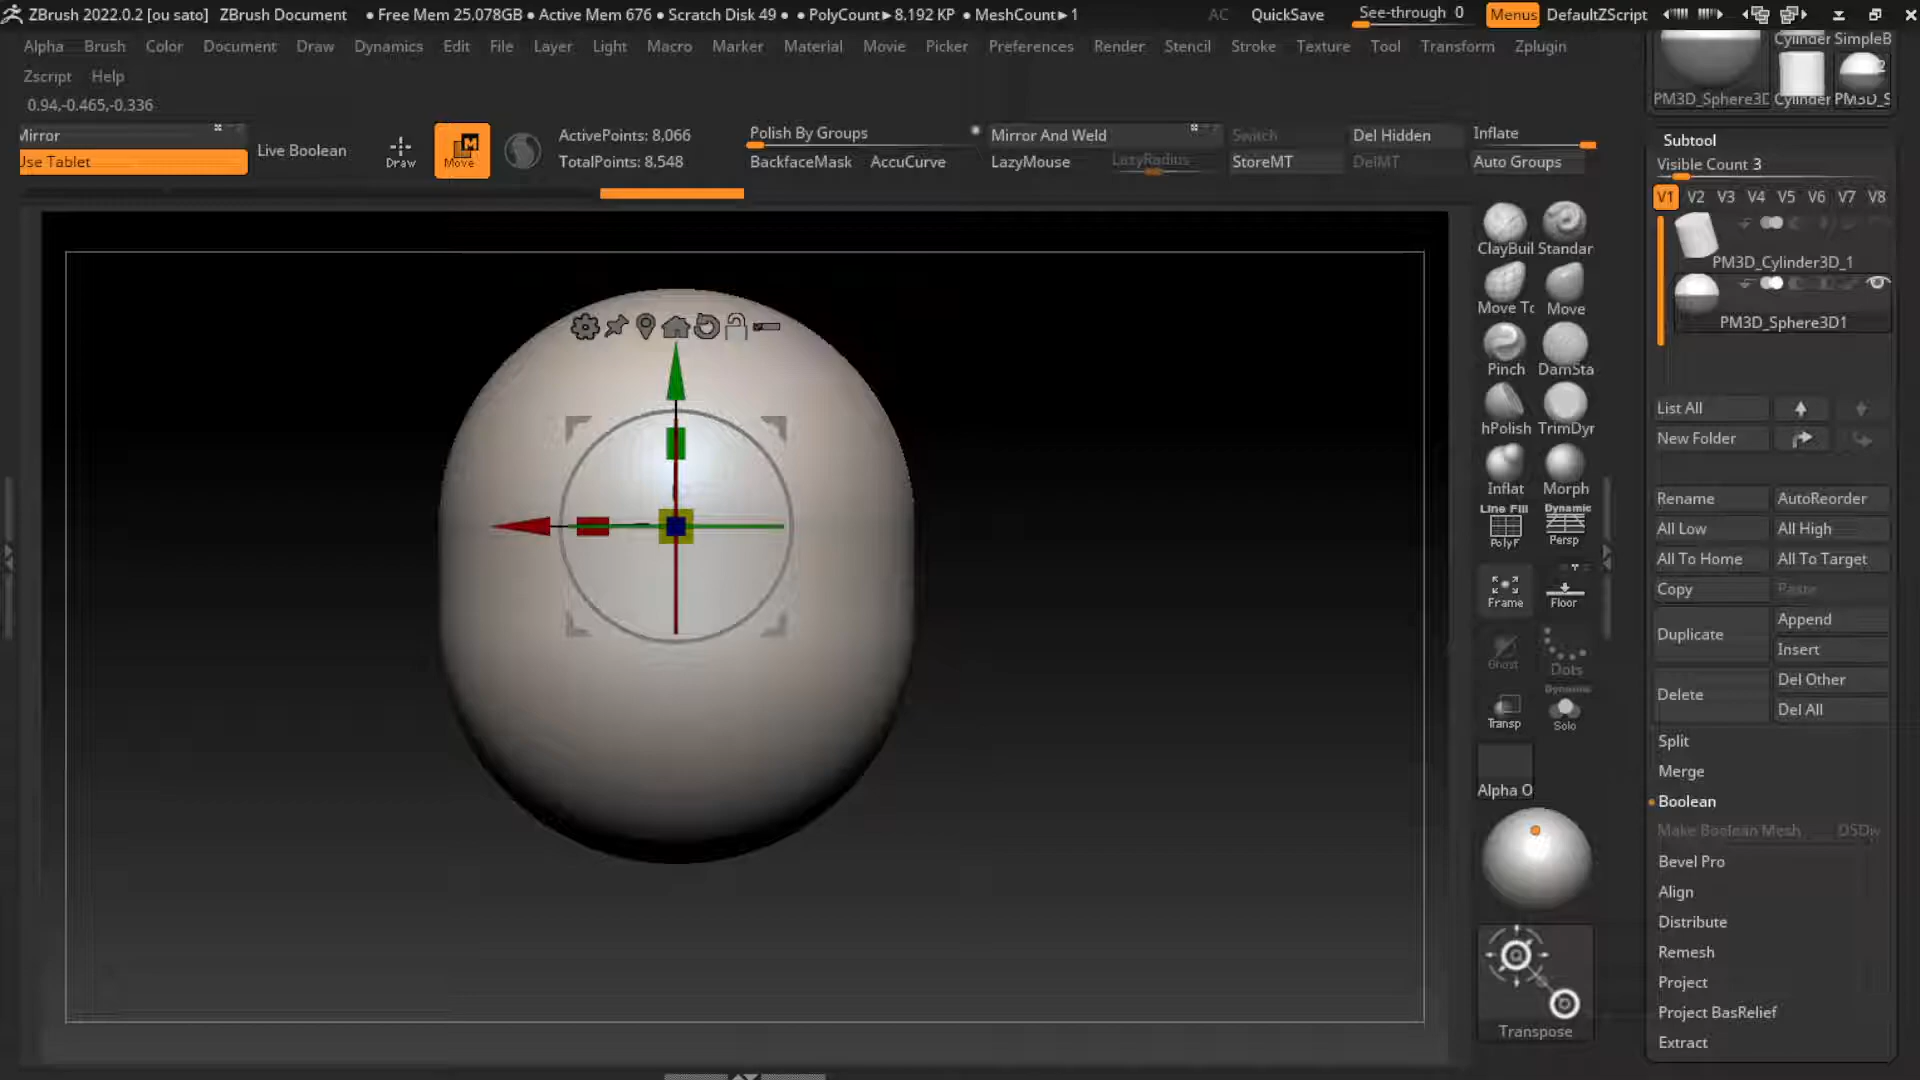 ZBrush 2022.0.2 [ou sato] ZBrush Document • Free Mem 25.078GB • Active Mem 676 • Scratch Disk 49 • • PolyCount▸8.192 KP • MeshCount▸1 AC QuickSave See-through 0 Menus DefaultZScript
Alpha Brush Color Document Draw Dynamics Edit File Layer Light Macro Marker Material Movie Picker Preferences Render Stencil Stroke Texture Tool Transform Zplugin
Zscript Help
0.94,-0.465,-0.336
Mirror
Use Tablet
Live Boolean
Draw
Move
ActivePoints: 8,066
TotalPoints: 8,548
Polish By Groups
BackfaceMask AccuCurve
Mirror And Weld
LazyMouse LazyRadius
Switch
StoreMT
Del Hidden
DelMT
Inflate
Auto Groups
Cylinder SimpleB
2
PM3D_Sphere3D Cylinder PM3D_S
Subtool
Visible Count 3
V1 V2 V3 V4 V5 V6 V7 V8
PM3D_Cylinder3D_1
PM3D_Sphere3D1
List All
New Folder
Rename AutoReorder
All Low All High
All To Home All To Target
Copy Paste
Duplicate
Append
Insert
Delete
Del Other
Del All
Split
Merge
Boolean
Make Boolean Mesh DSDiv
Bevel Pro
Align
Distribute
Remesh
Project
Project BasRelief
Extract
ClayBuil Standar
Move To Move
Pinch DamSta
hPolish TrimDyr
Inflat Morph
Line Fill Dynamic
PolyF Persp
Frame Floor
Ghost Dots
Dynamic
Transp Solo
Alpha O
Transpose